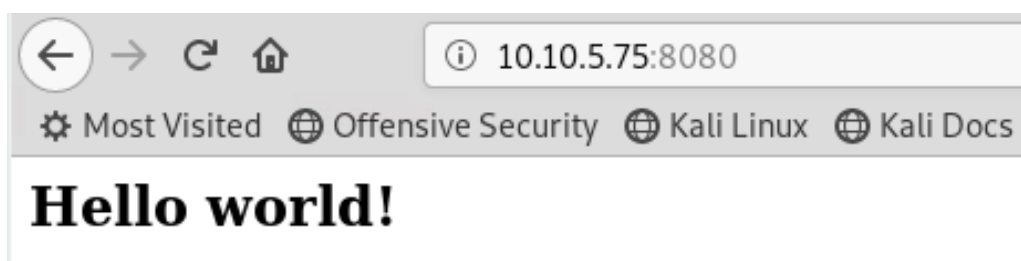 10.10.5.75:8080
Most Visited Offensive Security Kali Linux Kali Docs
Hello world!